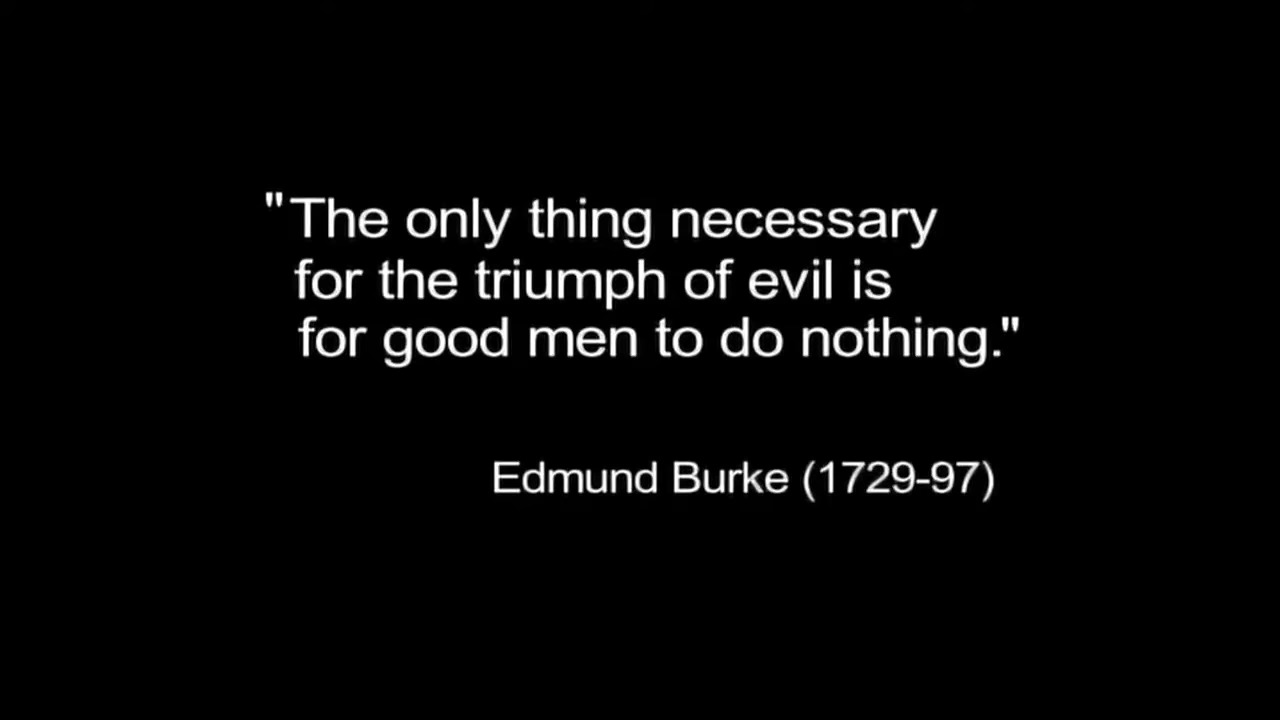 "The only thing necessary
for the triumph of evil is
for good men to do nothing."
Edmund Burke (1729-97)